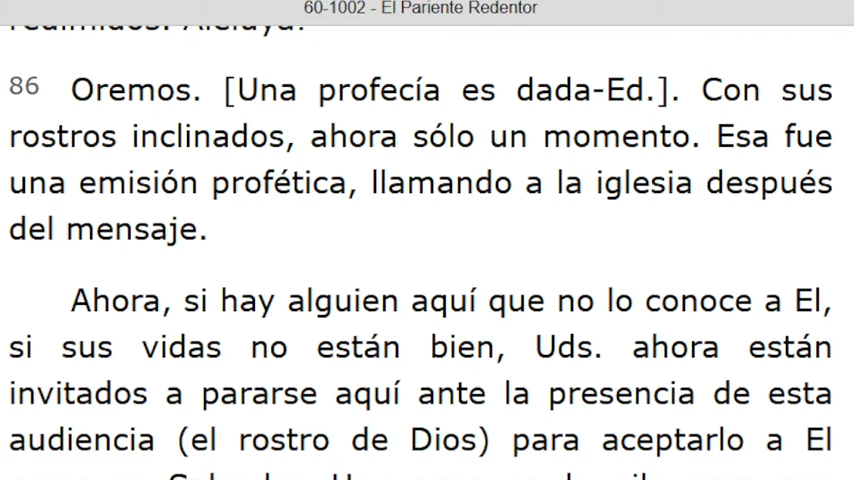 60-1002 - El Pariente Redentor
redimidos. Aleluya!
86 Oremos. [Una profecía es dada-Ed.]. Con sus
rostros inclinados, ahora sólo un momento. Esa fue
una emisión profética, llamando a la iglesia después
del mensaje.
Ahora, si hay alguien aquí que no lo conoce a El,
si sus vidas no están bien, Uds. ahora están
invitados a pararse aquí ante la presencia de esta
audiencia (el rostro de Dios) para aceptarlo a El